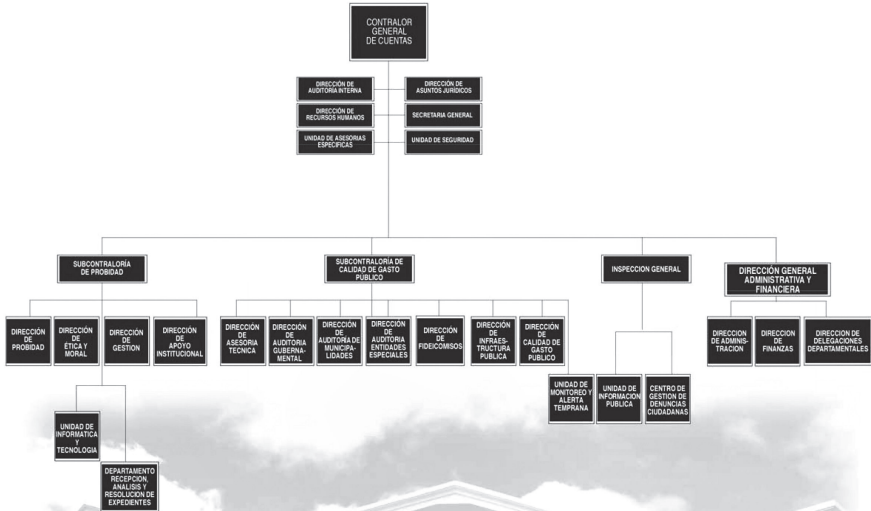 CONTRALOR
GENERAL
DE CUENTAS
DIRECCIÓN DE
AUDITORIA INTERNA
DIRECCIÓN DE
ASUNTOS JURÍDICOS
DIRECCIÓN DE
RECURSOS HUMANOS
SECRETARIA GENERAL
UNIDAD DE ASESORIAS
ESPECIFICAS
UNIDAD DE SEGURIDAD
SUBCONTRALORÍA
DE PROBIDAD
SUBCONTRALORÍA DE
CALIDAD DE GASTO
PÚBLICO
INSPECCION GENERAL
DIRECCIÓN GENERAL
ADMINISTRATIVA Y
FINANCIERA
DIRECCIÓN
DE
PROBIDAD
DIRECCIÓN
DE
ÉTICA Y
MORAL
DIRECCIÓN
DE
GESTION
DIRECCIÓN
DE
APOYO
INSTITUCIONAL
DIRECCIÓN
DE
ASESORIA
TECNICA
DIRECCIÓN
DE
AUDITORIA
GUBERNA-
MENTAL
DIRECCIÓN
DE
AUDITORIA DE
MUNICIPA-
LIDADES
DIRECCIÓN
DE
AUDITORIA
ENTIDADES
ESPECIALES
DIRECCIÓN
DE
FIDEICOMISOS
DIRECCIÓN
DE
INFRAES-
TRUCTURA
PUBLICA
DIRECCIÓN
DE
CALIDAD DE
GASTO
PUBLICO
DIRECCION
DE ADMINIS-
TRACION
DIRECCION
DE
FINANZAS
DIRECCION DE
DELEGACIONES
DEPARTAMENTALES
UNIDAD DE
MONITOREO Y
ALERTA
TEMPRANA
UNIDAD DE
INFORMACION
PUBLICA
CENTRO DE
GESTION DE
DENUNCIAS
CIUDADANAS
UNIDAD DE
INFORMATICA
Y
TECNOLOGIA
DEPARTAMENTO
RECEPCION,
ANALISIS Y
RESOLUCION DE
EXPEDIENTES